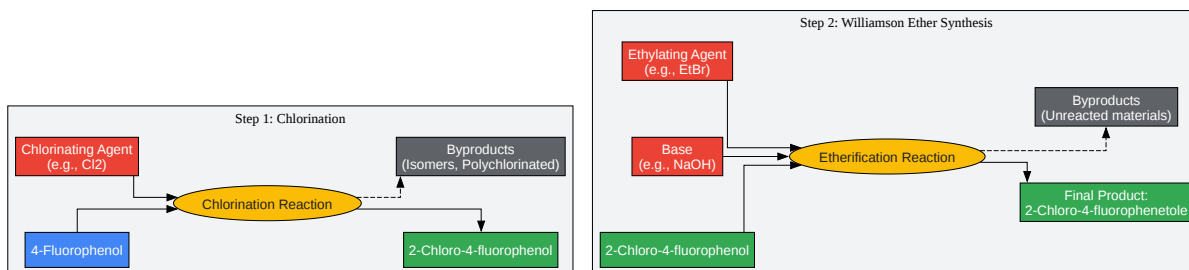 Step 1: Chlorination
Chlorinating Agent
(e.g., Cl2)
Byproducts
(Isomers, Polychlorinated)
Chlorination Reaction
4-Fluorophenol
2-Chloro-4-fluorophenol
Step 2: Williamson Ether Synthesis
Ethylating Agent
(e.g., EtBr)
Byproducts
(Unreacted materials)
Base
(e.g., NaOH)
Etherification Reaction
Final Product:
2-Chloro-4-fluorophenetole
2-Chloro-4-fluorophenol